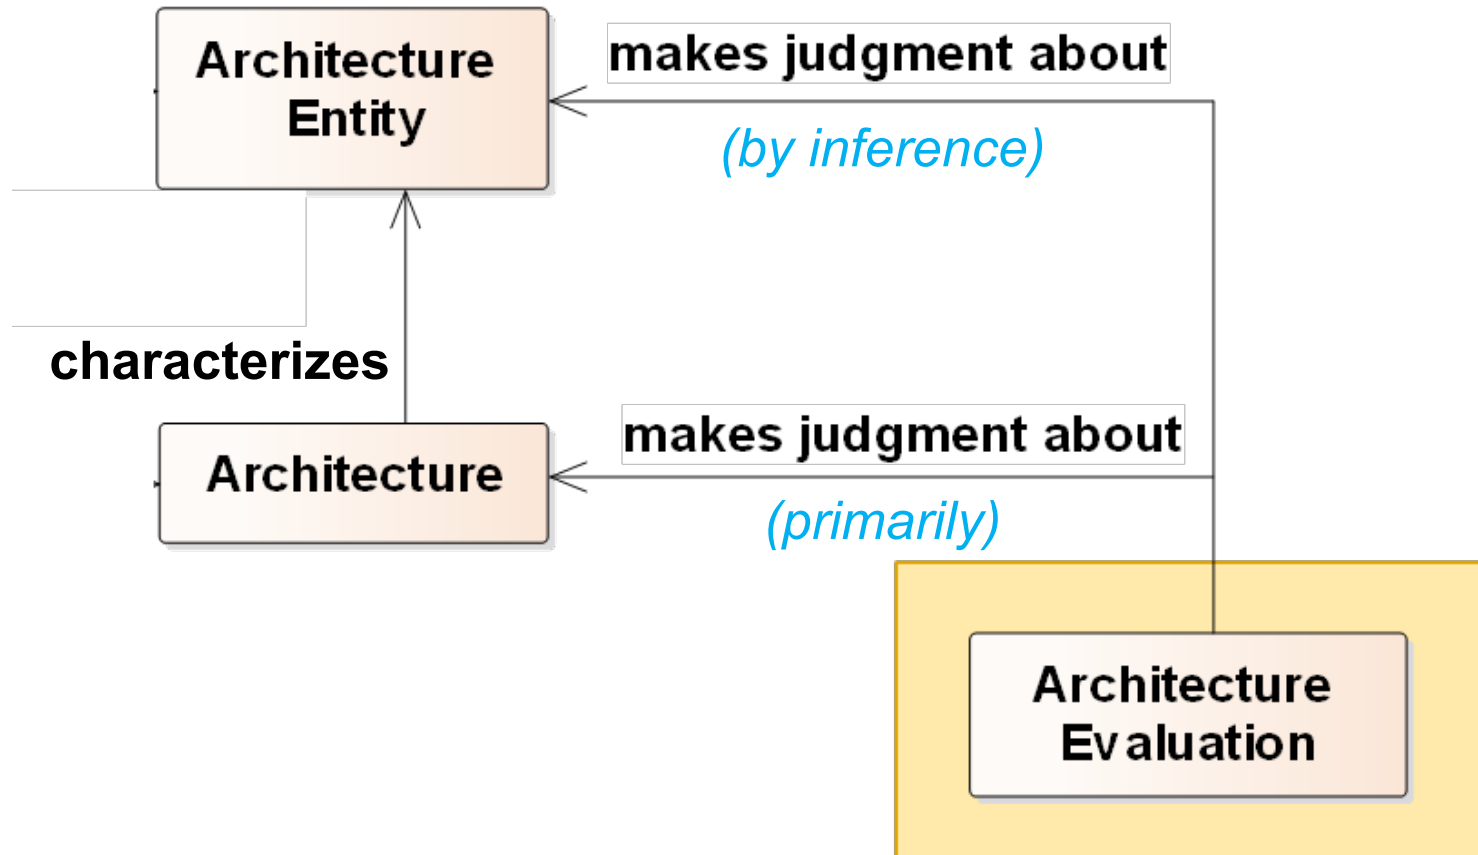 Architecture
Entity
makes judgment about
(by inference)
characterizes
Architecture
makes judgment about
(primarily)
Architecture
Evaluation